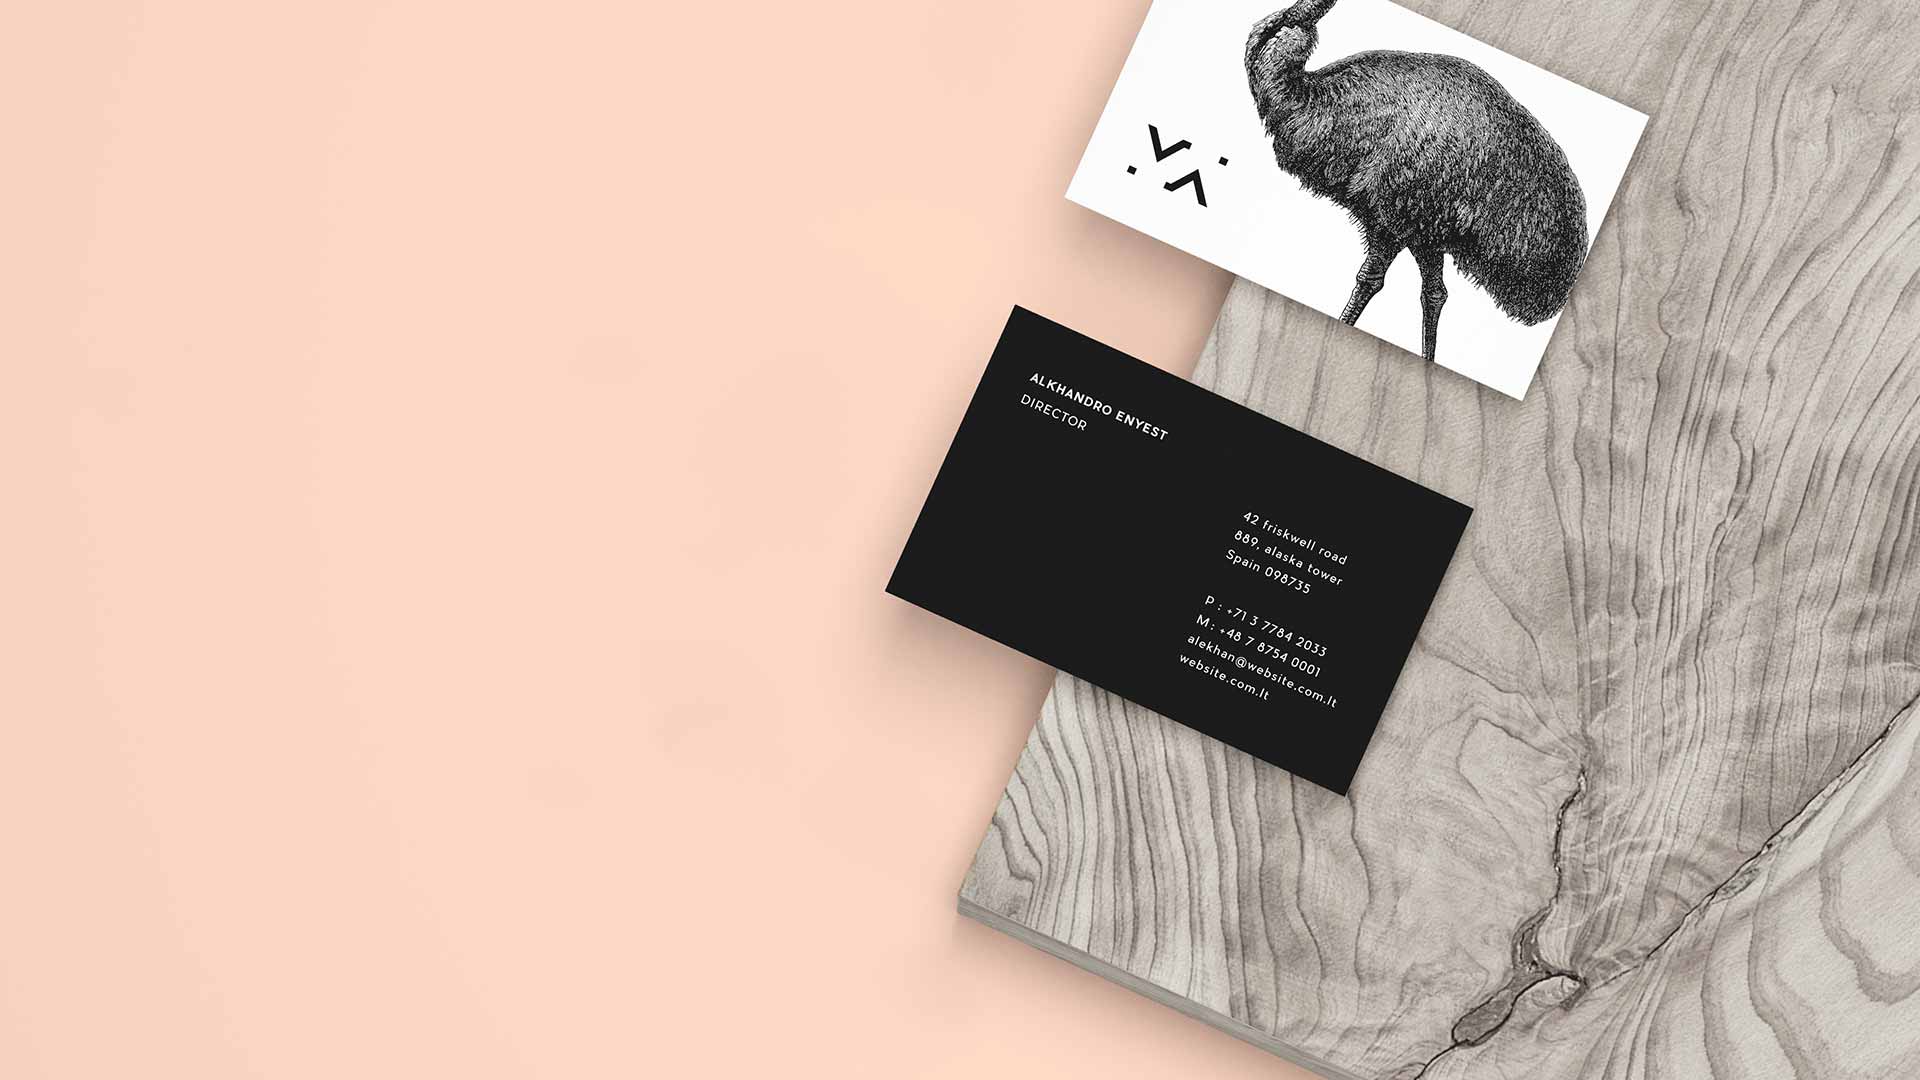 ALKHANDRO ENYEST
DIRECTOR
42 friskwell road
889, alaska tower
Spain 098735
P : +71 3 7784 2033
M : +48 7 8754 0001
alekhan@website.com.lt
website.com.lt